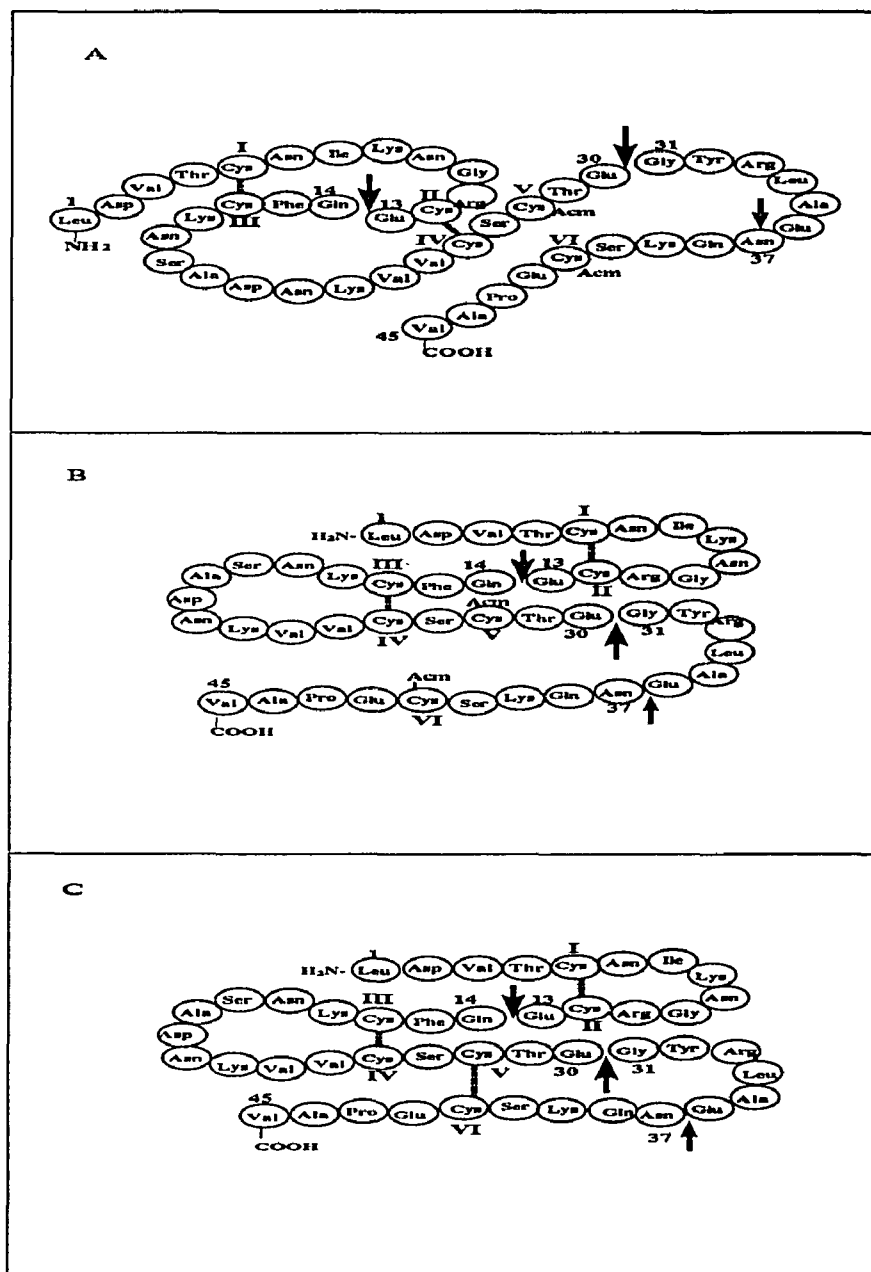 A
I
1 Leu Asp Val Thr Cys Asn Ile Lys Asn Gly Arg
NH2
III
Lys Cys Phe Gln 14 13 Glu Cys II
Asn Ser Ala Asp Asn Lys Val Val Cys IV
Ser Cys V Acm Thr Glu 30 31 Gly Tyr Arg Leu Ala Glu
Asn 37 Gln Lys Ser Cys VI Acm Glu Pro Ala Val 45
COOH
B
1 I
H2N- Leu Asp Val Thr Cys Asn Ile Lys Asn
III 14 13
Ala Ser Asn Lys Cys Phe Gln Glu Cys Arg Gly
Acm II
Asp Asn Lys Val Val Cys Ser Cys Thr Glu Gly Tyr Arg
IV V 30 31 Leu
45 Acm Ala
Val Ala Pro Glu Cys Ser Lys Gln Asn Glu
COOH VI 37
C
1 I
H2N- Leu Asp Val Thr Cys Asn Ile Lys Asn
III 14 13
Ala Ser Asn Lys Cys Phe Gln Glu Cys Arg Gly
II
Asp Asn Lys Val Val Cys Ser Cys Thr Glu Gly Tyr Arg
IV V 30 31 Leu
45 Ala
Val Ala Pro Glu Cys Ser Lys Gln Asn Glu
COOH VI 37